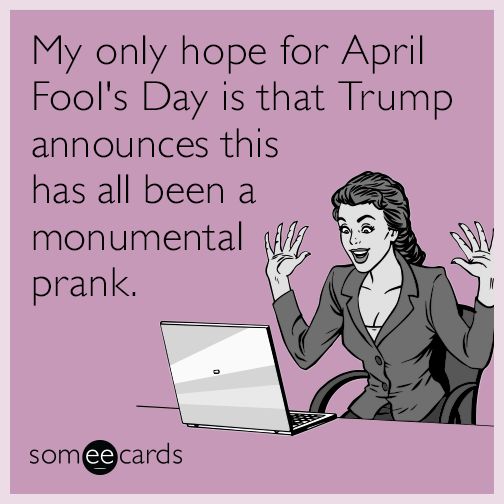 My only hope for April
Fool's Day is that Trump
announces this
has all been a
monumental
prank.
someecards